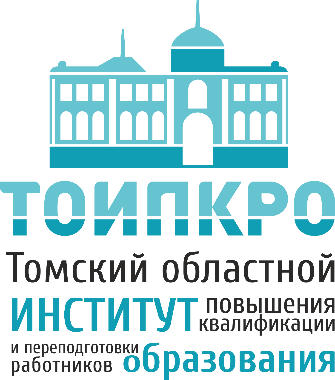 ТОИПКРО
Томский областной
ИНСТИТУТ повышения квалификации
и переподготовки работников образования